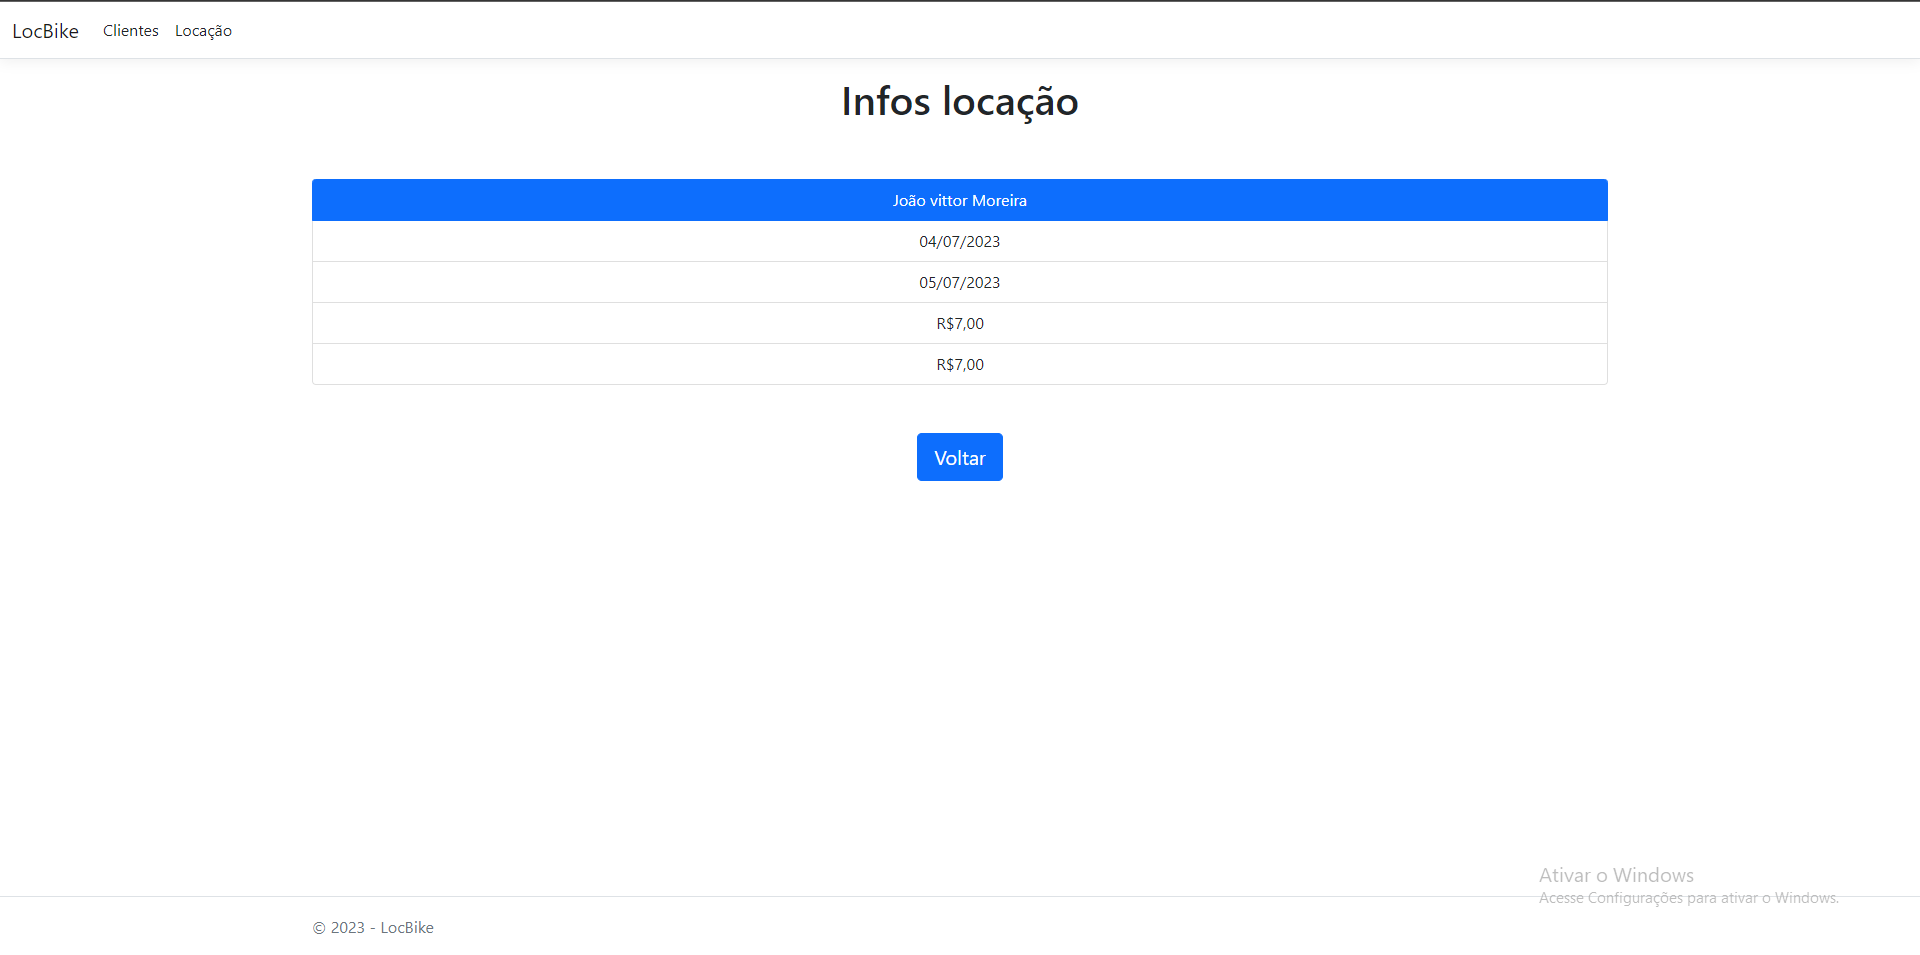 LocBike Clientes Locação
Infos locação
João vittor Moreira
04/07/2023
05/07/2023
R$7,00
R$7,00
Voltar
Ativar o Windows
Acesse Configurações para ativar o Windows.
© 2023 - LocBike